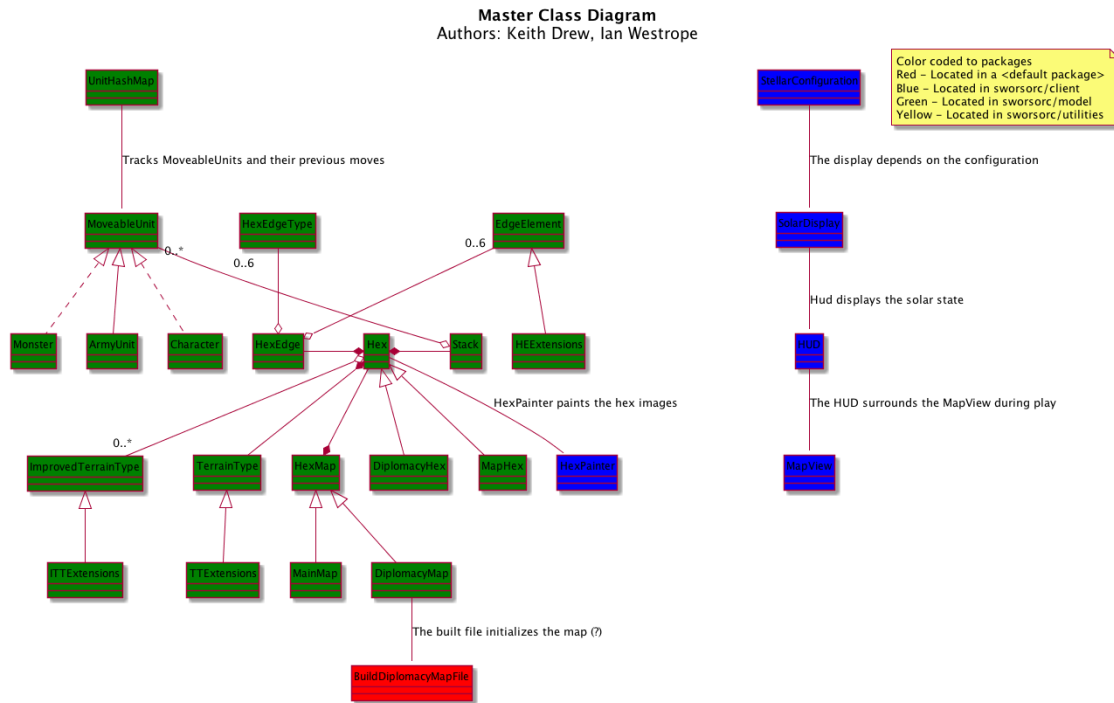 Master Class Diagram
Authors: Keith Drew, Ian Westrope
Color coded to packages
Red – Located in a <default package>
Blue – Located in sworsorc/client
Green – Located in sworsorc/model
Yellow – Located in sworsorc/utilities
UnitHashMap
StellarConfiguration
Tracks MoveableUnits and their previous moves
The display depends on the configuration
MoveableUnit
HexEdgeType
EdgeElement
solarDisplay
0..*
0..6
0..6
Hud displays the solar state
Monster
ArmyUnit
Character
HexEdge
Hex
Stack
HEExtensions
HUD
HexPainter paints the hex images
The HUD surrounds the MapView during play
0..*
ImprovedTerrainType
TerrainType
HexMap
DiplomacyHex
MapHex
HexPainter
MapView
ITTExtensions
TTExtensions
MainMap
DiplomacyMap
The built file initializes the map (?)
BuildDiplomacyMapFile